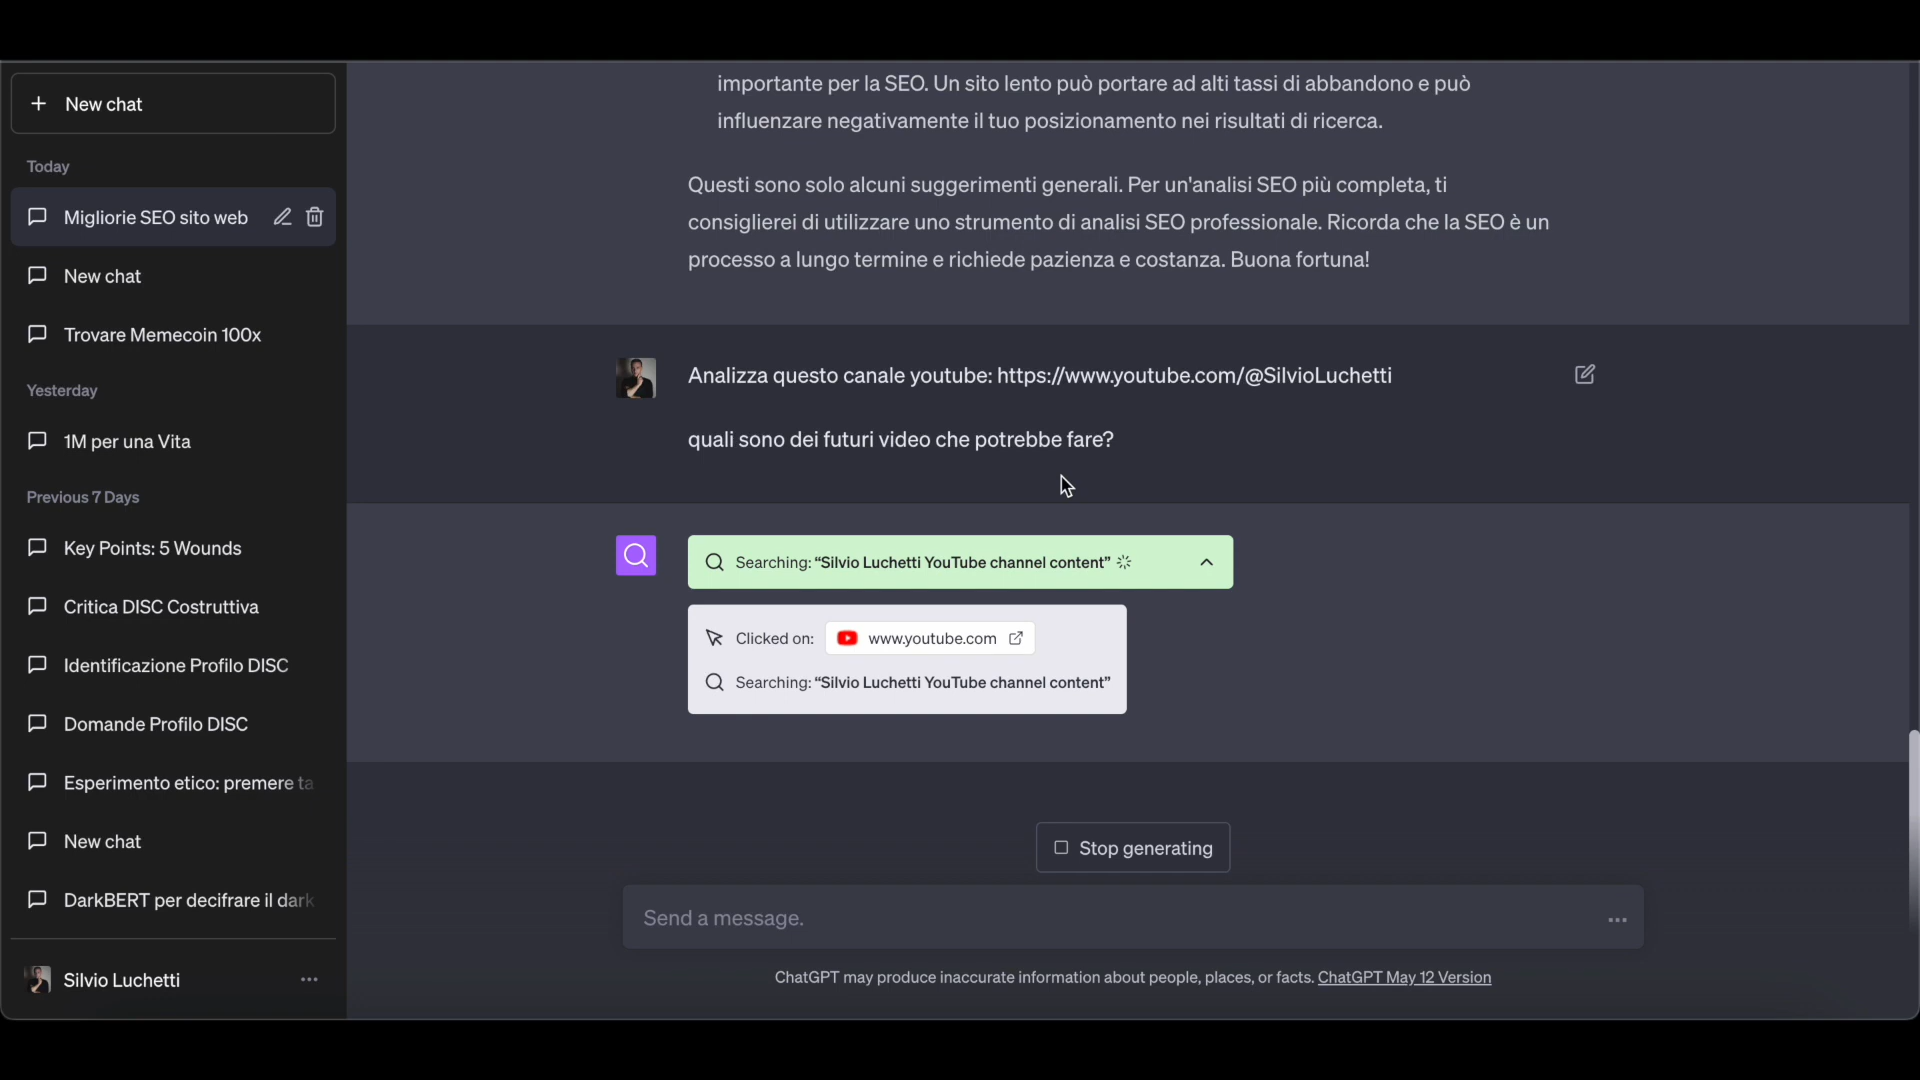 New chat
Today
Migliorie SEO sito web
New chat
Trovare Memecoin 100x
Yesterday
1M per una Vita
Previous 7 Days
Key Points: 5 Wounds
Critica DISC Costruttiva
Identificazione Profilo DISC
Domande Profilo DISC
Esperimento etico: premere ta
New chat
DarkBERT per decifrare il dark
Silvio Luchetti
importante per la SEO. Un sito lento può portare ad alti tassi di abbandono e può
influenzare negativamente il tuo posizionamento nei risultati di ricerca.
Questi sono solo alcuni suggerimenti generali. Per un'analisi SEO più completa, ti
consiglierei di utilizzare uno strumento di analisi SEO professionale. Ricorda che la SEO è un
processo a lungo termine e richiede pazienza e costanza. Buona fortuna!
Analizza questo canale youtube: https://www.youtube.com/@SilvioLuchetti
quali sono dei futuri video che potrebbe fare?
Searching: “Silvio Luchetti YouTube channel content”
Clicked on: www.youtube.com
Searching: “Silvio Luchetti YouTube channel content”
Stop generating
Send a message.
ChatGPT may produce inaccurate information about people, places, or facts. ChatGPT May 12 Version